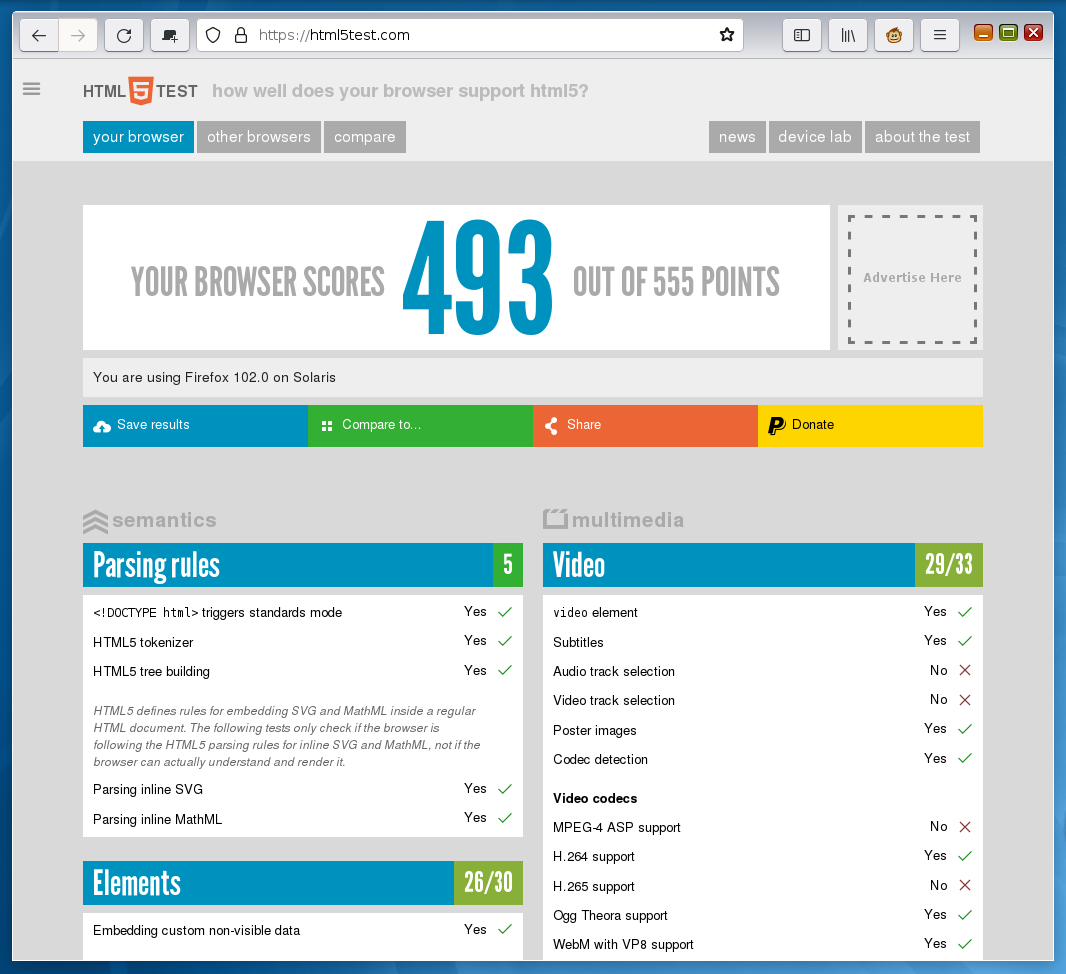 https://html5test.com
HTML 5 TEST how well does your browser support html5?
your browser other browsers compare news device lab about the test
YOUR BROWSER SCORES 493 OUT OF 555 POINTS
Advertise Here
You are using Firefox 102.0 on Solaris
Save results Compare to... Share Donate
semantics
Parsing rules 5
<!DOCTYPE html> triggers standards mode Yes
HTML5 tokenizer Yes
HTML5 tree building Yes
HTML5 defines rules for embedding SVG and MathML inside a regular
HTML document. The following tests only check if the browser is
following the HTML5 parsing rules for inline SVG and MathML, not if the
browser can actually understand and render it.
Parsing inline SVG Yes
Parsing inline MathML Yes
Elements 26/30
Embedding custom non-visible data Yes
multimedia
Video 29/33
video element Yes
Subtitles Yes
Audio track selection No
Video track selection No
Poster images Yes
Codec detection Yes
Video codecs
MPEG-4 ASP support No
H.264 support Yes
H.265 support No
Ogg Theora support Yes
WebM with VP8 support Yes